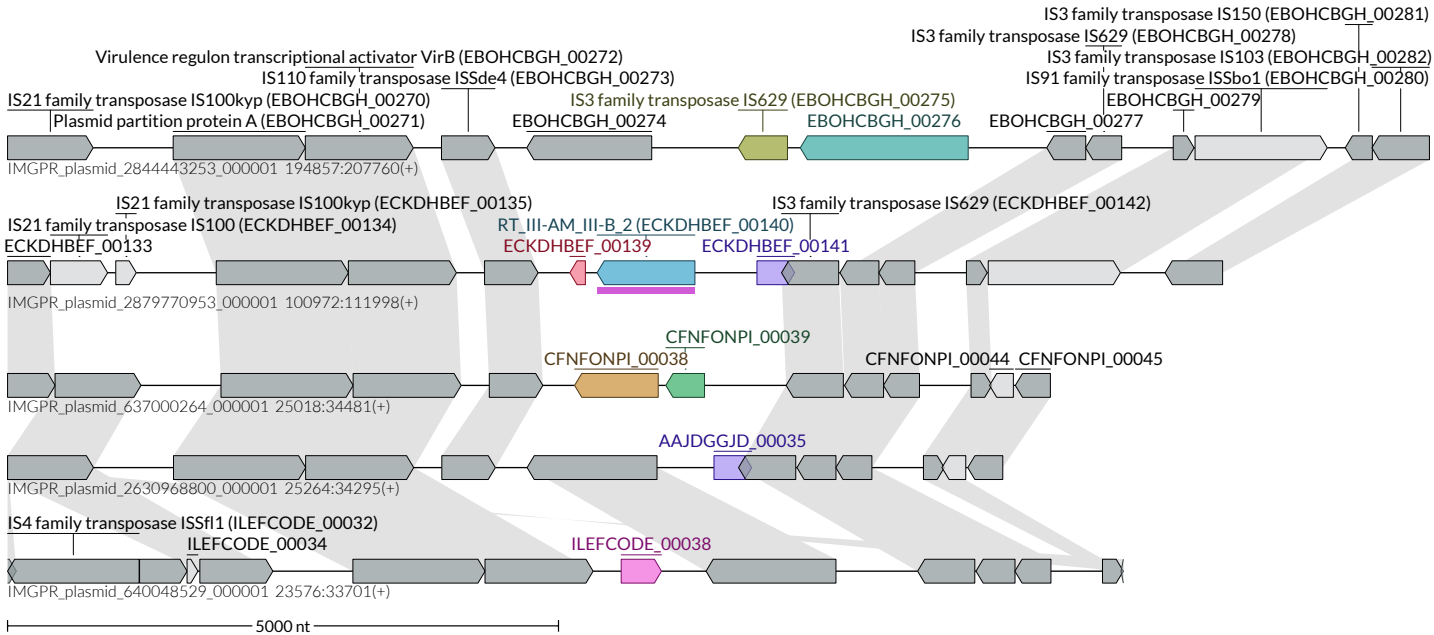 IS3 family transposase IS150 (EBOHCBGH_00281)
IS3 family transposase IS629 (EBOHCBGH_00278)
Virulence regulon transcriptional activator VirB (EBOHCBGH_00272)
IS3 family transposase IS103 (EBOHCBGH_00282)
IS110 family transposase ISSde4 (EBOHCBGH_00273)
IS91 family transposase ISSbo1 (EBOHCBGH_00280)
IS21 family transposase IS100kyp (EBOHCBGH_00270)
IS3 family transposase IS629 (EBOHCBGH_00275)
EBOHCBGH_00279
Plasmid partition protein A (EBOHCBGH_00271)
EBOHCBGH_00274
EBOHCBGH_00276
EBOHCBGH_00277
IMGPR_plasmid_2844443253_000001 194857:207760(+)
IS21 family transposase IS100kyp (ECKDHBEF_00135)
IS3 family transposase IS629 (ECKDHBEF_00142)
IS21 family transposase IS100 (ECKDHBEF_00134)
RT_III-AM_III-B_2 (ECKDHBEF_00140)
ECKDHBEF_00133
ECKDHBEF_00139
ECKDHBEF_00141
IMGPR_plasmid_2879770953_000001 100972:111998(+)
CFNFONPI_00039
CFNFONPI_00038
CFNFONPI_00044
CFNFONPI_00045
IMGPR_plasmid_637000264_000001 25018:34481(+)
AAJDGGJD_00035
IMGPR_plasmid_2630968800_000001 25264:34295(+)
IS4 family transposase ISSfl1 (ILEFCODE_00032)
ILEFCODE_00034
ILEFCODE_00038
IMGPR_plasmid_640048529_000001 23576:33701(+)
5000 nt